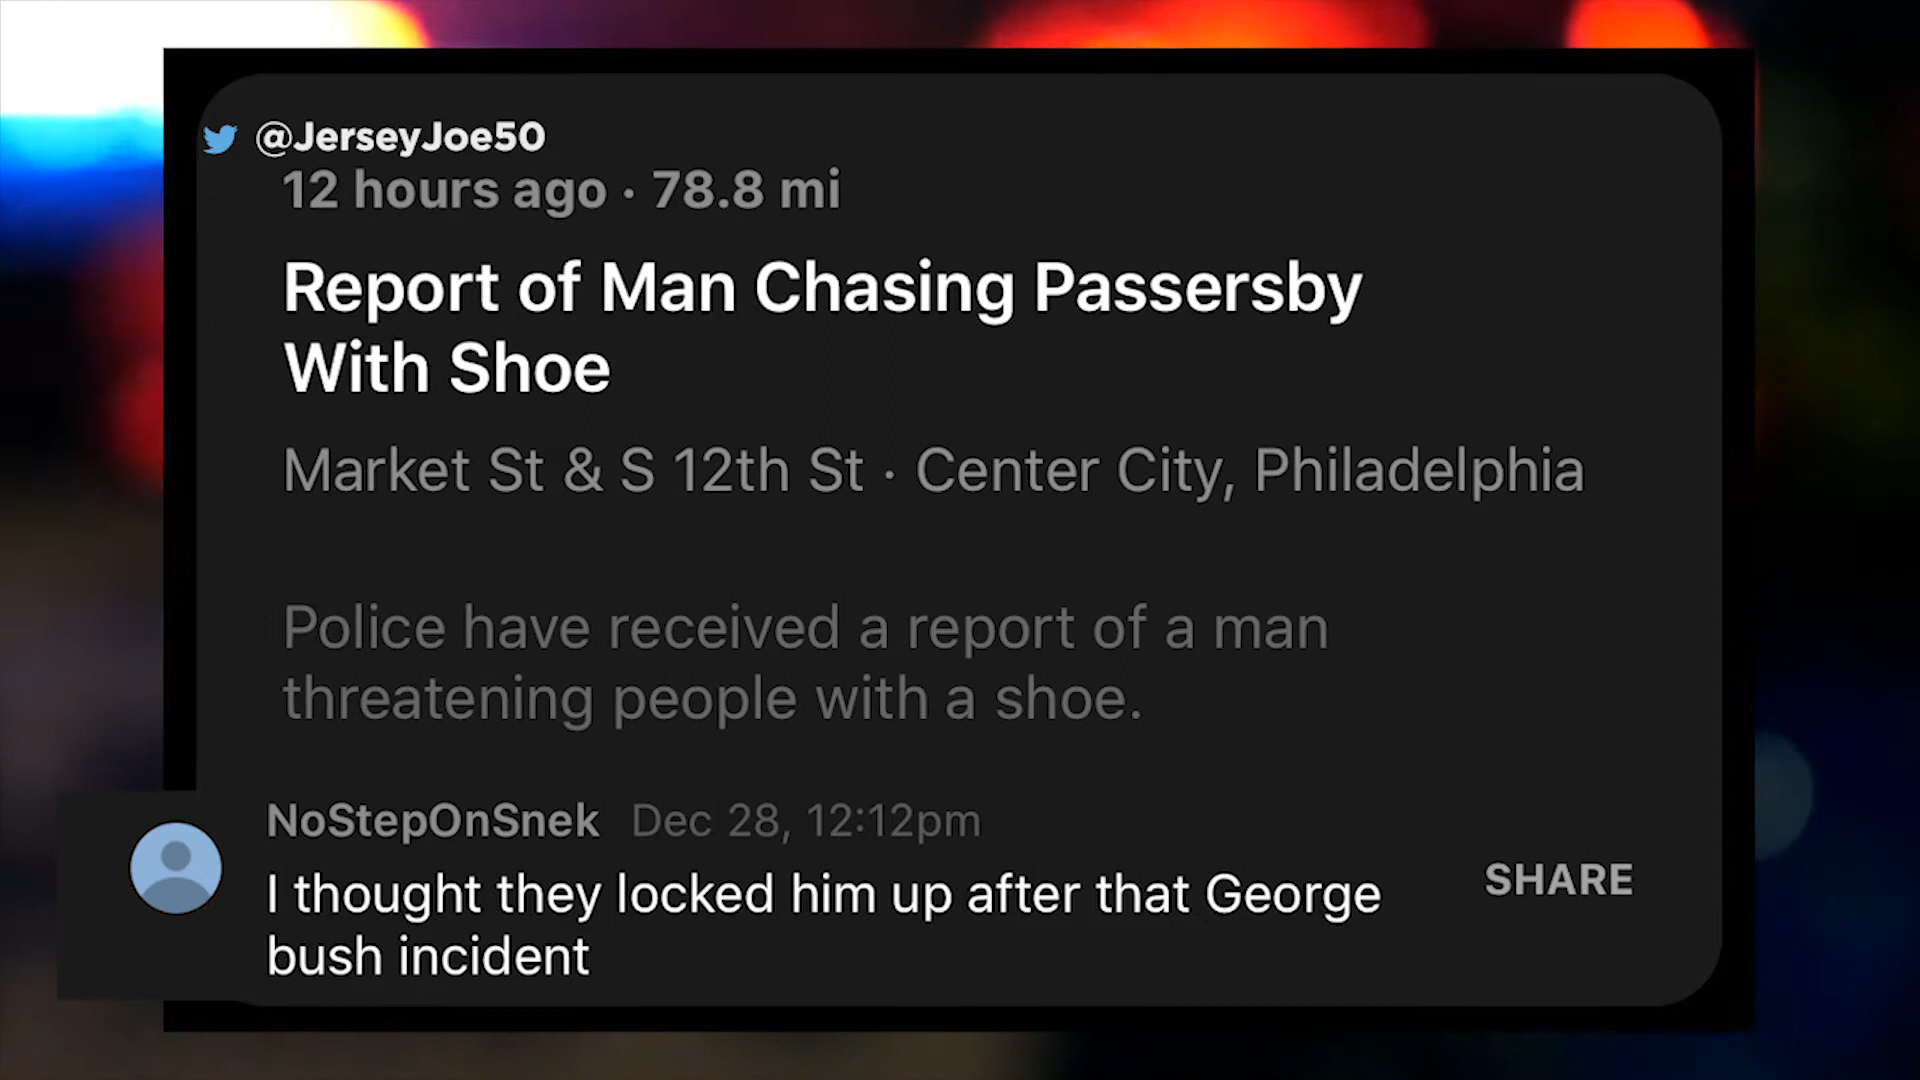 @JerseyJoe50
12 hours ago · 78.8 mi
Report of Man Chasing Passersby
With Shoe
Market St & S 12th St · Center City, Philadelphia
Police have received a report of a man
threatening people with a shoe.
NoStepOnSnek Dec 28, 12:12pm
I thought they locked him up after that George
bush incident
SHARE